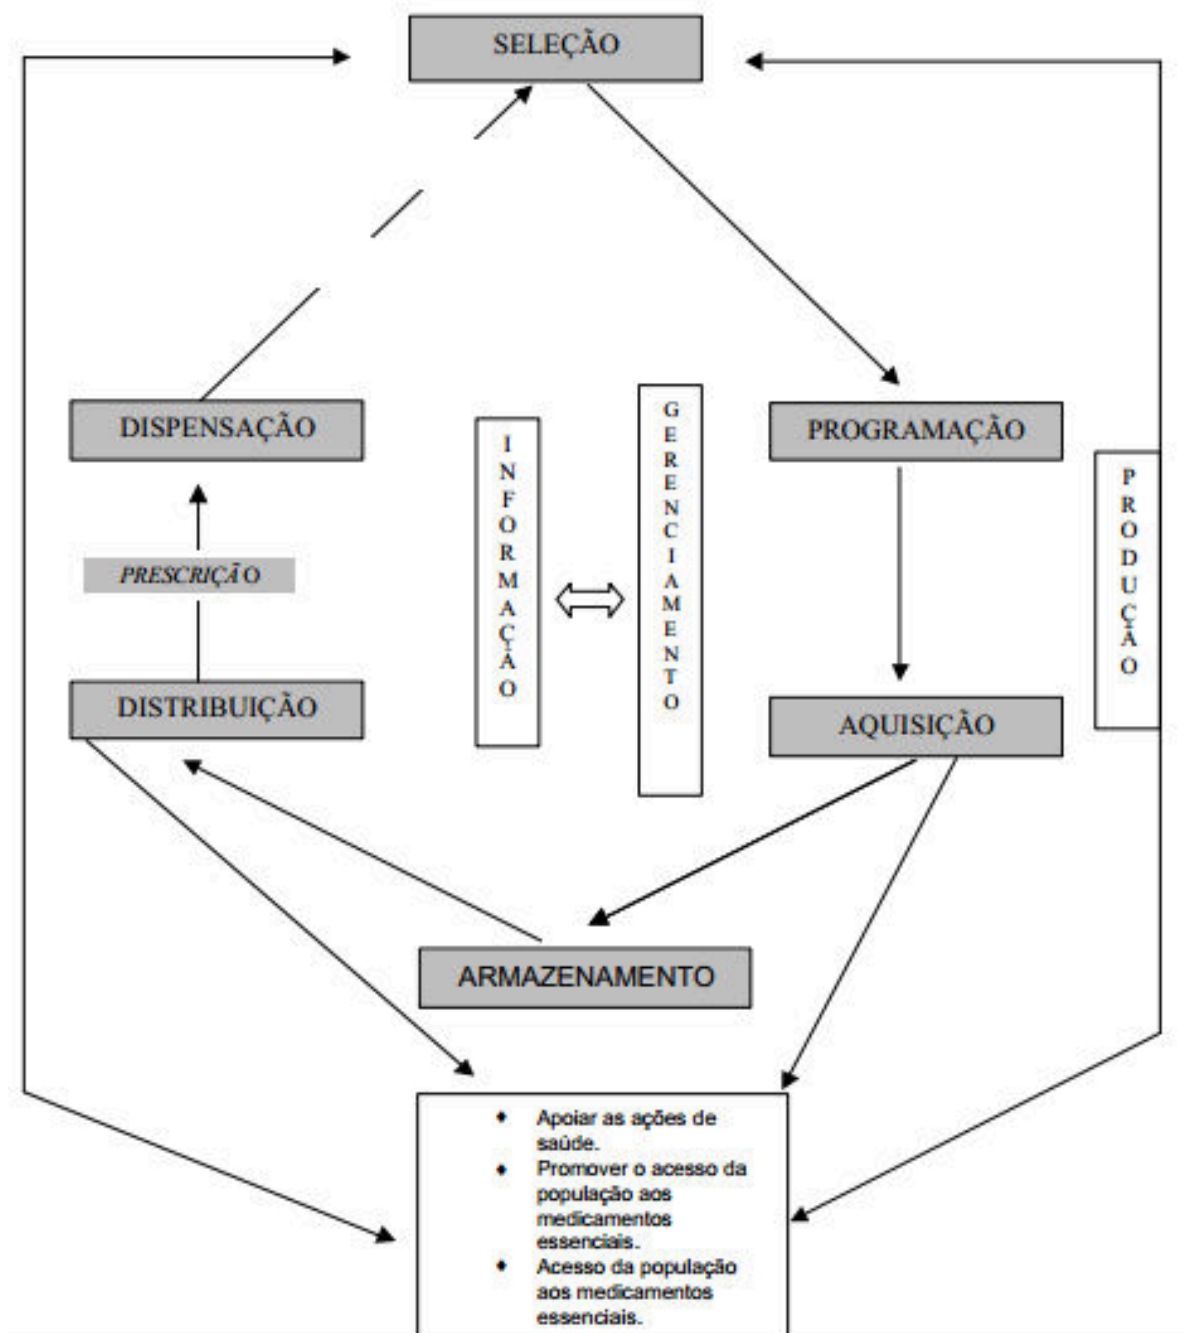 SELEÇÃO
DISPENSAÇÃO
INFORMAÇÃO
GERENCIAMENTO
PROGRAMAÇÃO
PRODUÇÃO
PRESCRIÇÃO
DISTRIBUIÇÃO
AQUISIÇÃO
ARMAZENAMENTO
♦ Apoiar as ações de
saúde.
♦ Promover o acesso da
população aos
medicamentos
essenciais.
♦ Acesso da população
aos medicamentos
essenciais.